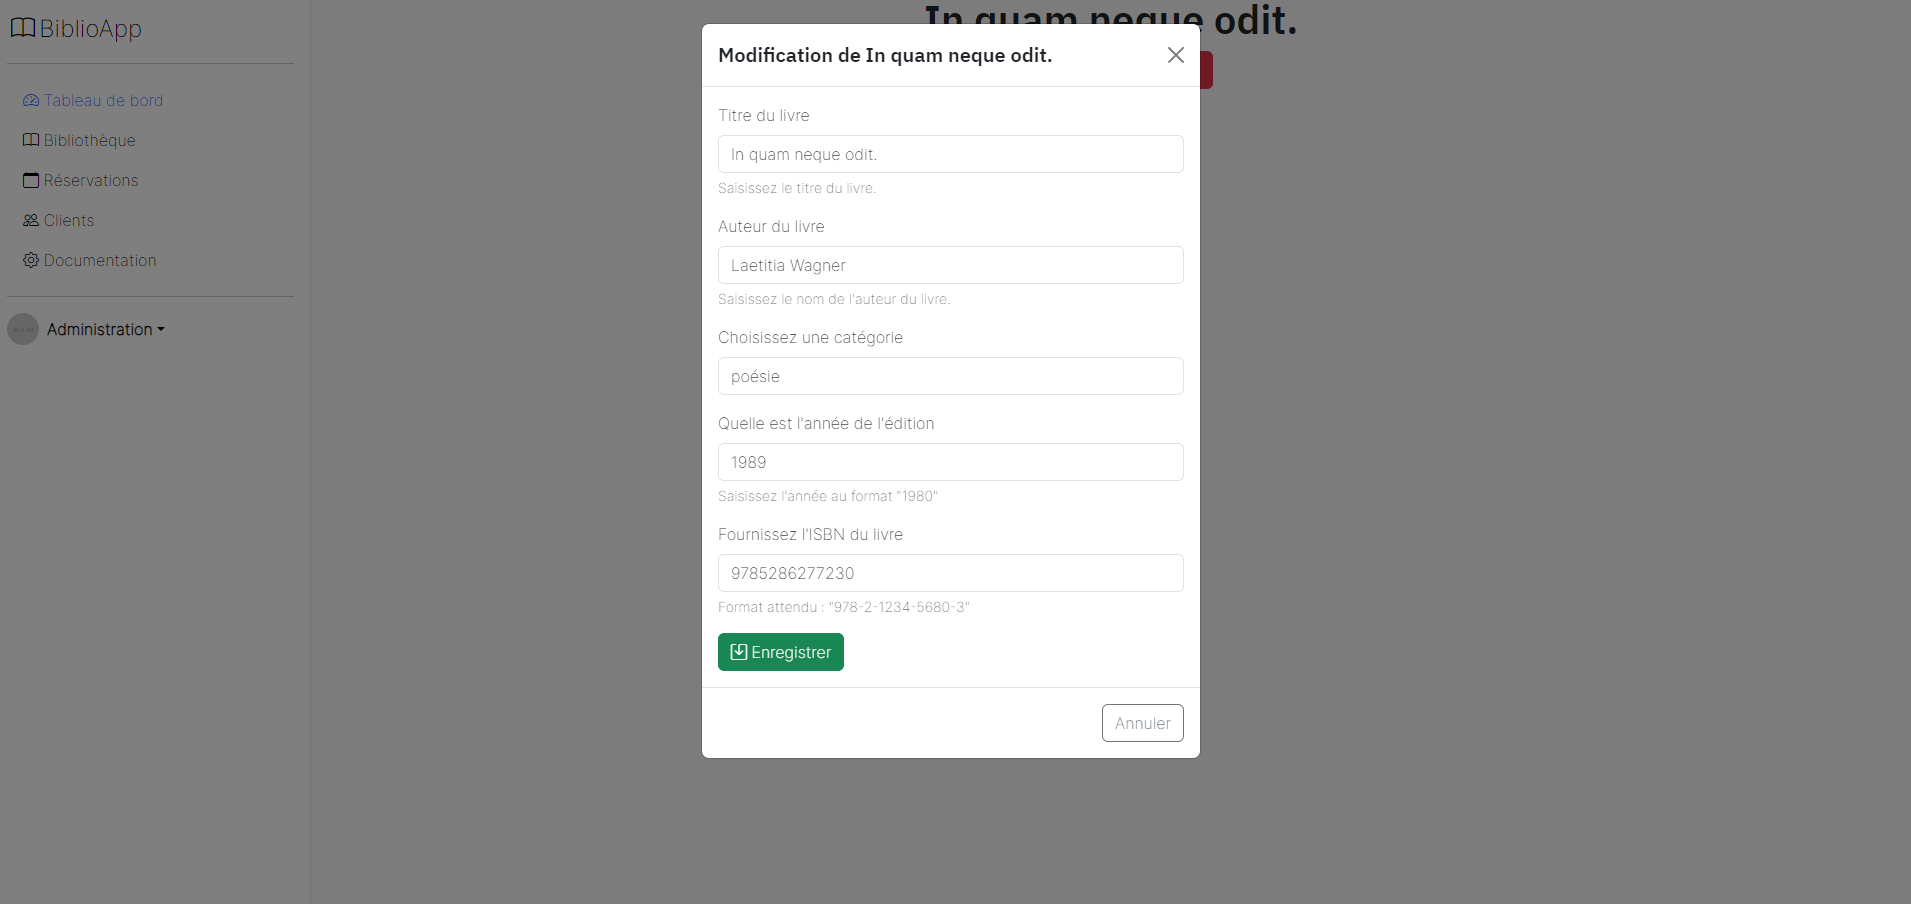 BiblioApp
Tableau de bord
Bibliothèque
Réservations
Clients
Documentation
Administration
In quam neque odit.
Modification de In quam neque odit.
Titre du livre
In quam neque odit.
Saisissez le titre du livre.
Auteur du livre
Laetitia Wagner
Saisissez le nom de l'auteur du livre.
Choisissez une catégorie
poésie
Quelle est l'année de l'édition
1989
Saisissez l'année au format "1980"
Fournissez l'ISBN du livre
9785286277230
Format attendu : "978-2-1234-5680-3"
Enregistrer
Annuler